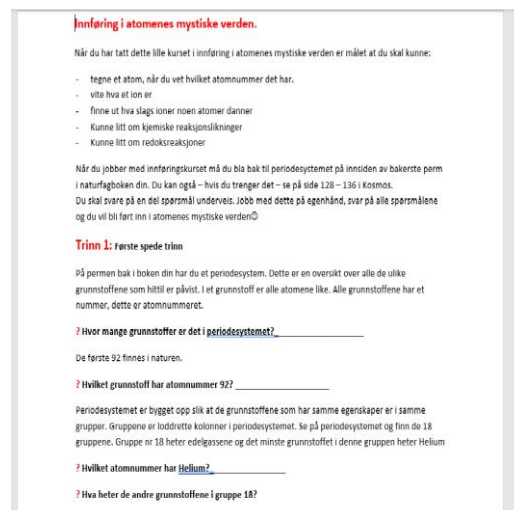 Innføring i atomenes mystiske verden.
Når du har tatt dette lille kurset i innføring i atomenes mystiske verden er målet at du skal kunne:
- tegne et atom, når du vet hvilket atomnummer det har.
- vite hva et ion er
- finne ut hva slags ioner noen atomer danner
- Kunne litt om kjemiske reaksjonslikninger
- Kunne litt om redoksreaksjoner
Når du jobber med innføringskurset må du bla bak til periodesystemet på innsiden av bakerste perm
i naturfagboken din. Du kan også – hvis du trenger det – se på side 128 – 136 i Kosmos.
Du skal svare på en del spørsmål underveis. Jobb med dette på egenhånd, svar på alle spørsmålene
og du vil bli ført inn i atomenes mystiske verden☺
Trinn 1: Første spede trinn
På permen bak i boken din har du et periodesystem. Dette er en oversikt over alle de ulike
grunnstoffene som hittil er påvist. I et grunnstoff er alle atomene like. Alle grunnstoffene har et
nummer, dette er atomnummeret.
? Hvor mange grunnstoffer er det i periodesystemet?_________________
De første 92 finnes i naturen.
? Hvilket grunnstoff har atomnummer 92? _________________
Periodesystemet er bygget opp slik at de grunnstoffene som har samme egenskaper er i samme
grupper. Gruppene er loddrette kolonner i periodesystemet. Se på periodesystemet og finn de 18
gruppene. Gruppe nr 18 heter edelgassene og det minste grunnstoffet i denne gruppen heter Helium
? Hvilket atomnummer har Helium?_______________
? Hva heter de andre grunnstoffene i gruppe 18?